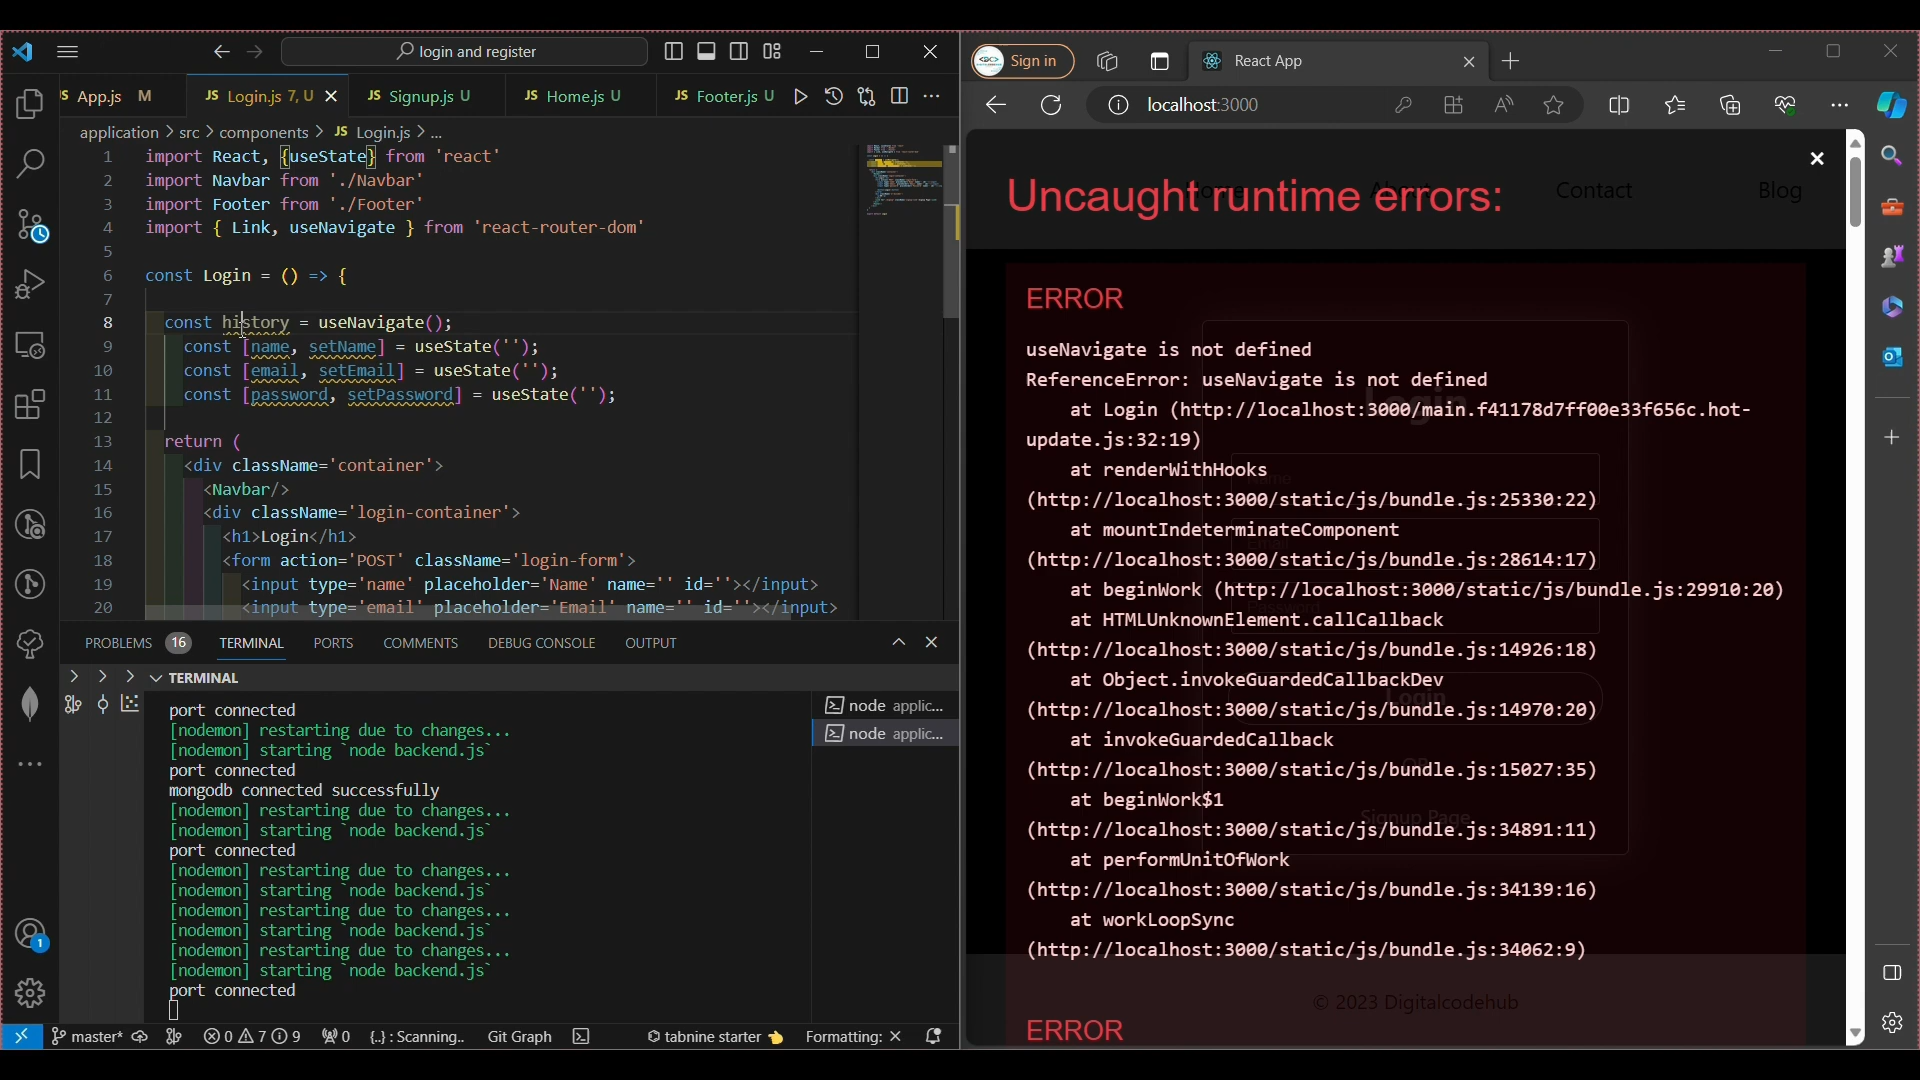 login and register
JS App.js M
JS Login.js 7, U
JS Signup.js U
JS Home.js U
JS Footer.js U
application > src > components > JS Login.js > ...
1 import React, {useState} from 'react'
2 import Navbar from './Navbar'
3 import Footer from './Footer'
4 import { Link, useNavigate } from 'react-router-dom'
5
6 const Login = () => {
7
8 const history = useNavigate();
9 const [name, setName] = useState('');
10 const [email, setEmail] = useState('');
11 const [password, setPassword] = useState('');
12
13 return (
14 <div className='container'>
15 <Navbar/>
16 <div className='login-container'>
17 <h1>Login</h1>
18 <form action='POST' className='login-form'>
19 <input type='name' placeholder='Name' name='' id=''></input>
20 <input type='email' placeholder='Email' name='' id=''></input>
PROBLEMS 16 TERMINAL PORTS COMMENTS DEBUG CONSOLE OUTPUT
TERMINAL
port connected
[nodemon] restarting due to changes...
[nodemon] starting `node backend.js`
port connected
mongodb connected successfully
[nodemon] restarting due to changes...
[nodemon] starting `node backend.js`
port connected
[nodemon] restarting due to changes...
[nodemon] starting `node backend.js`
[nodemon] restarting due to changes...
[nodemon] starting `node backend.js`
[nodemon] restarting due to changes...
[nodemon] starting `node backend.js`
port connected
node applic...
node applic...
1
master* 0 7 9 0 {..} : Scanning.. Git Graph tabnine starter Formatting: ×
Sign in
React App
localhost:3000
Home About Contact Blog
Uncaught runtime errors:
ERROR
useNavigate is not defined
ReferenceError: useNavigate is not defined
at Login (http://localhost:3000/main.f41178d7ff00e33f656c.hot-
update.js:32:19)
at renderWithHooks
(http://localhost:3000/static/js/bundle.js:25330:22)
at mountIndeterminateComponent
(http://localhost:3000/static/js/bundle.js:28614:17)
at beginWork (http://localhost:3000/static/js/bundle.js:29910:20)
at HTMLUnknownElement.callCallback
(http://localhost:3000/static/js/bundle.js:14926:18)
at Object.invokeGuardedCallbackDev
(http://localhost:3000/static/js/bundle.js:14970:20)
at invokeGuardedCallback
(http://localhost:3000/static/js/bundle.js:15027:35)
at beginWork$1
(http://localhost:3000/static/js/bundle.js:34891:11)
at performUnitOfWork
(http://localhost:3000/static/js/bundle.js:34139:16)
at workLoopSync
(http://localhost:3000/static/js/bundle.js:34062:9)
ERROR
Login
Name
Password
Login
OR
Signup Page
© 2023 Digitalcodehub